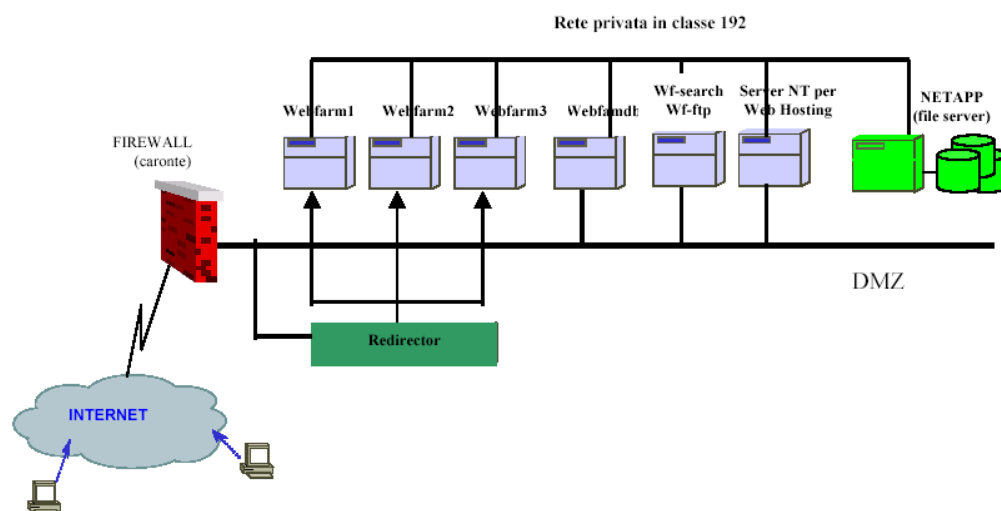 Rete privata in classe 192
Webfarm1
Webfarm2
Webfarm3
Webfamdb
Wf-search
Wf-ftp
Server NT per
Web Hosting
NETAPP
(file server)
FIREWALL
(caronte)
DMZ
Redirector
INTERNET